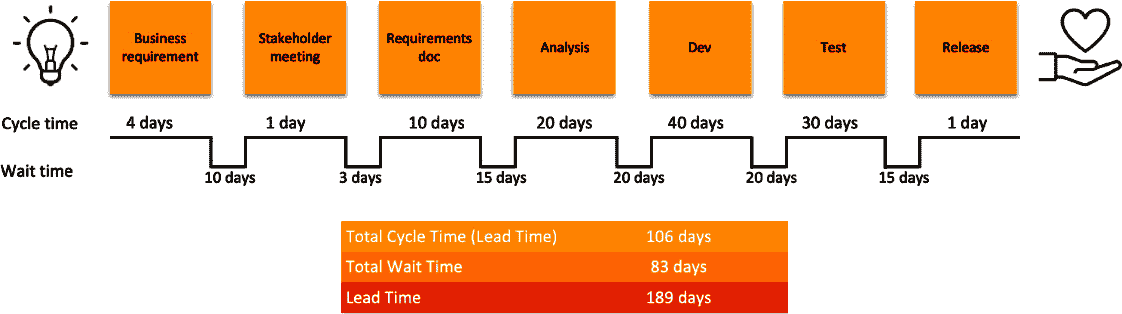 Business
requirement
Stakeholder
meeting
Requirements
doc
Analysis
Dev
Test
Release
Cycle time
4 days
1 day
10 days
20 days
40 days
30 days
1 day
Wait time
10 days
3 days
15 days
20 days
20 days
15 days
Total Cycle Time (Lead Time) 106 days
Total Wait Time 83 days
Lead Time 189 days